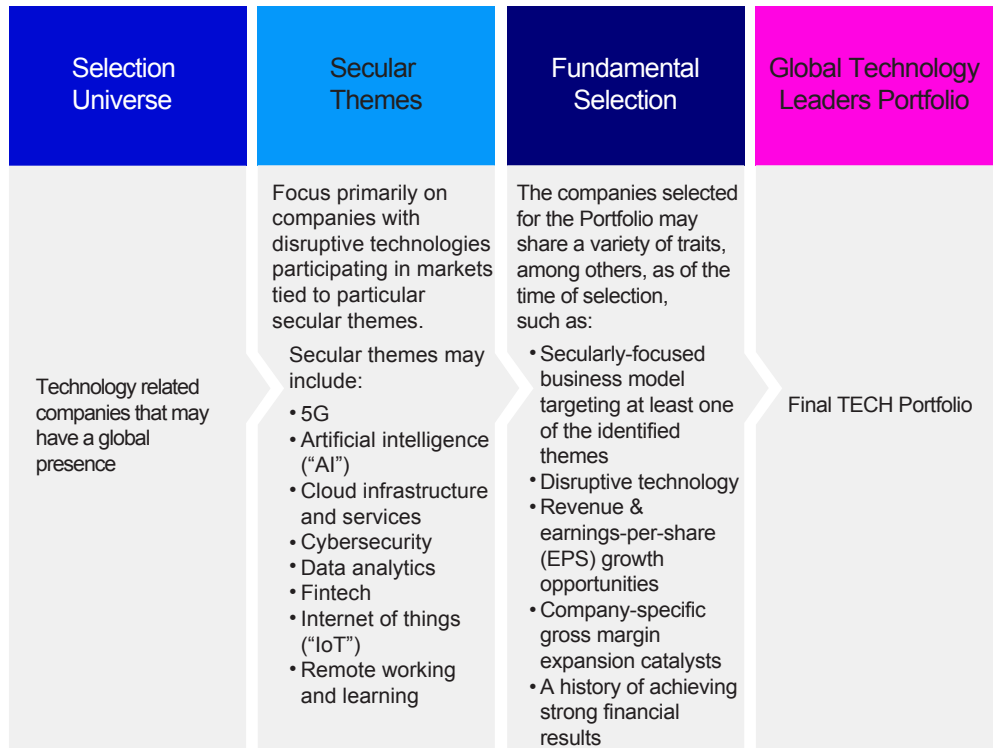 Selection
Universe
Secular
Themes
Fundamental
Selection
Global Technology
Leaders Portfolio
Technology related
companies that may
have a global
presence
Focus primarily on
companies with
disruptive technologies
participating in markets
tied to particular
secular themes.
Secular themes may
include:
• 5G
• Artificial intelligence
(“AI”)
• Cloud infrastructure
and services
• Cybersecurity
• Data analytics
• Fintech
• Internet of things
(“IoT”)
• Remote working
and learning
The companies selected
for the Portfolio may
share a variety of traits,
among others, as of the
time of selection,
such as:
• Secularly-focused
business model
targeting at least one
of the identified
themes
• Disruptive technology
• Revenue &
earnings-per-share
(EPS) growth
opportunities
• Company-specific
gross margin
expansion catalysts
• A history of achieving
strong financial
results
Final TECH Portfolio